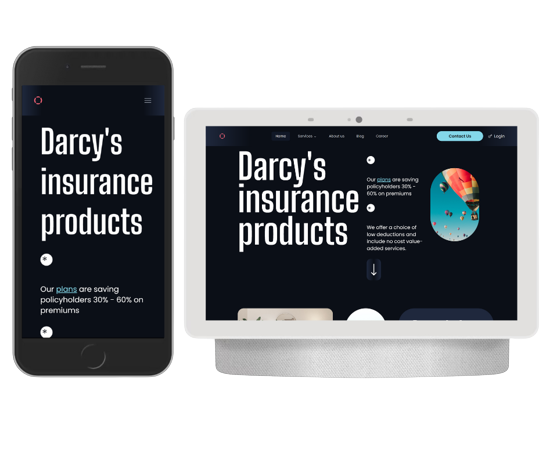 Darcy's
insurance
products
*
Our plans are saving
policyholders 30% - 60% on
premiums
*
Home Services About us Blog Career Contact Us Login
Darcy's
insurance
products
Our plans are saving
policyholders 30% -
60% on premiums
We offer a choice of
low deductions and
include no cost value-
added services.